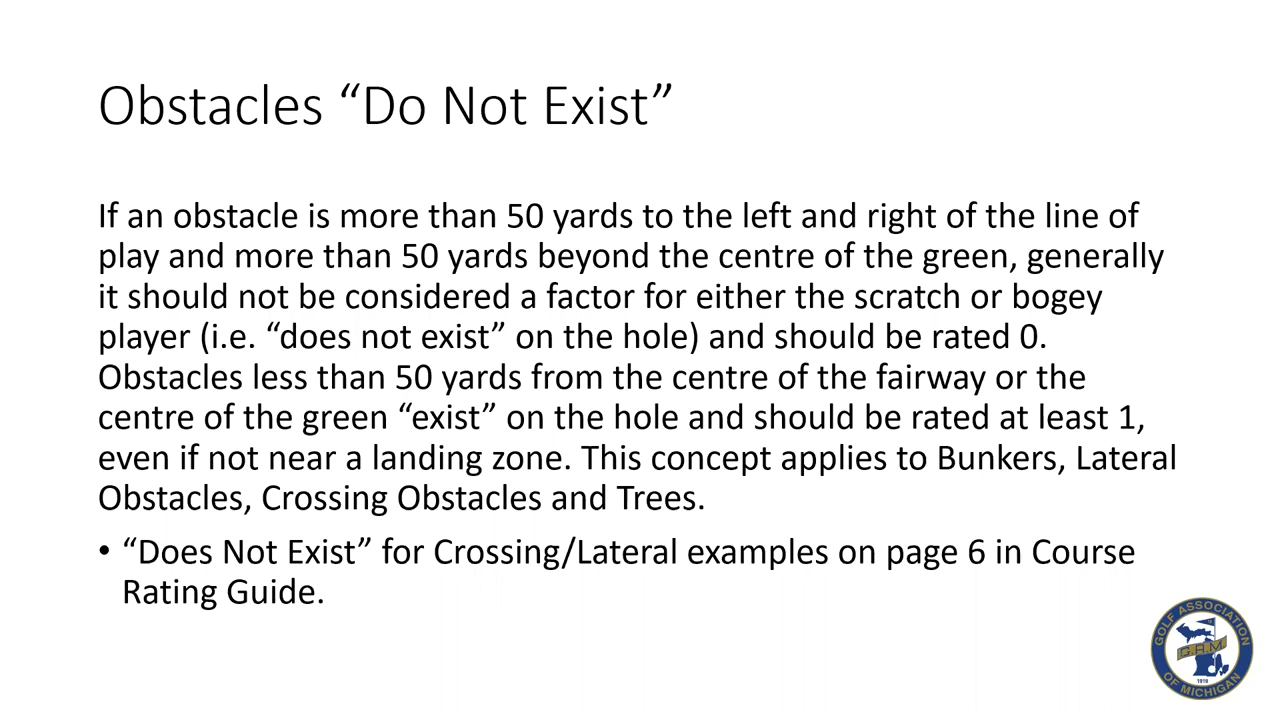 Obstacles “Do Not Exist”
If an obstacle is more than 50 yards to the left and right of the line of
play and more than 50 yards beyond the centre of the green, generally
it should not be considered a factor for either the scratch or bogey
player (i.e. “does not exist” on the hole) and should be rated 0.
Obstacles less than 50 yards from the centre of the fairway or the
centre of the green “exist” on the hole and should be rated at least 1,
even if not near a landing zone. This concept applies to Bunkers, Lateral
Obstacles, Crossing Obstacles and Trees.
• “Does Not Exist” for Crossing/Lateral examples on page 6 in Course
Rating Guide.
GOLF ASSOCIATION
G.A.M.
1919
OF MICHIGAN